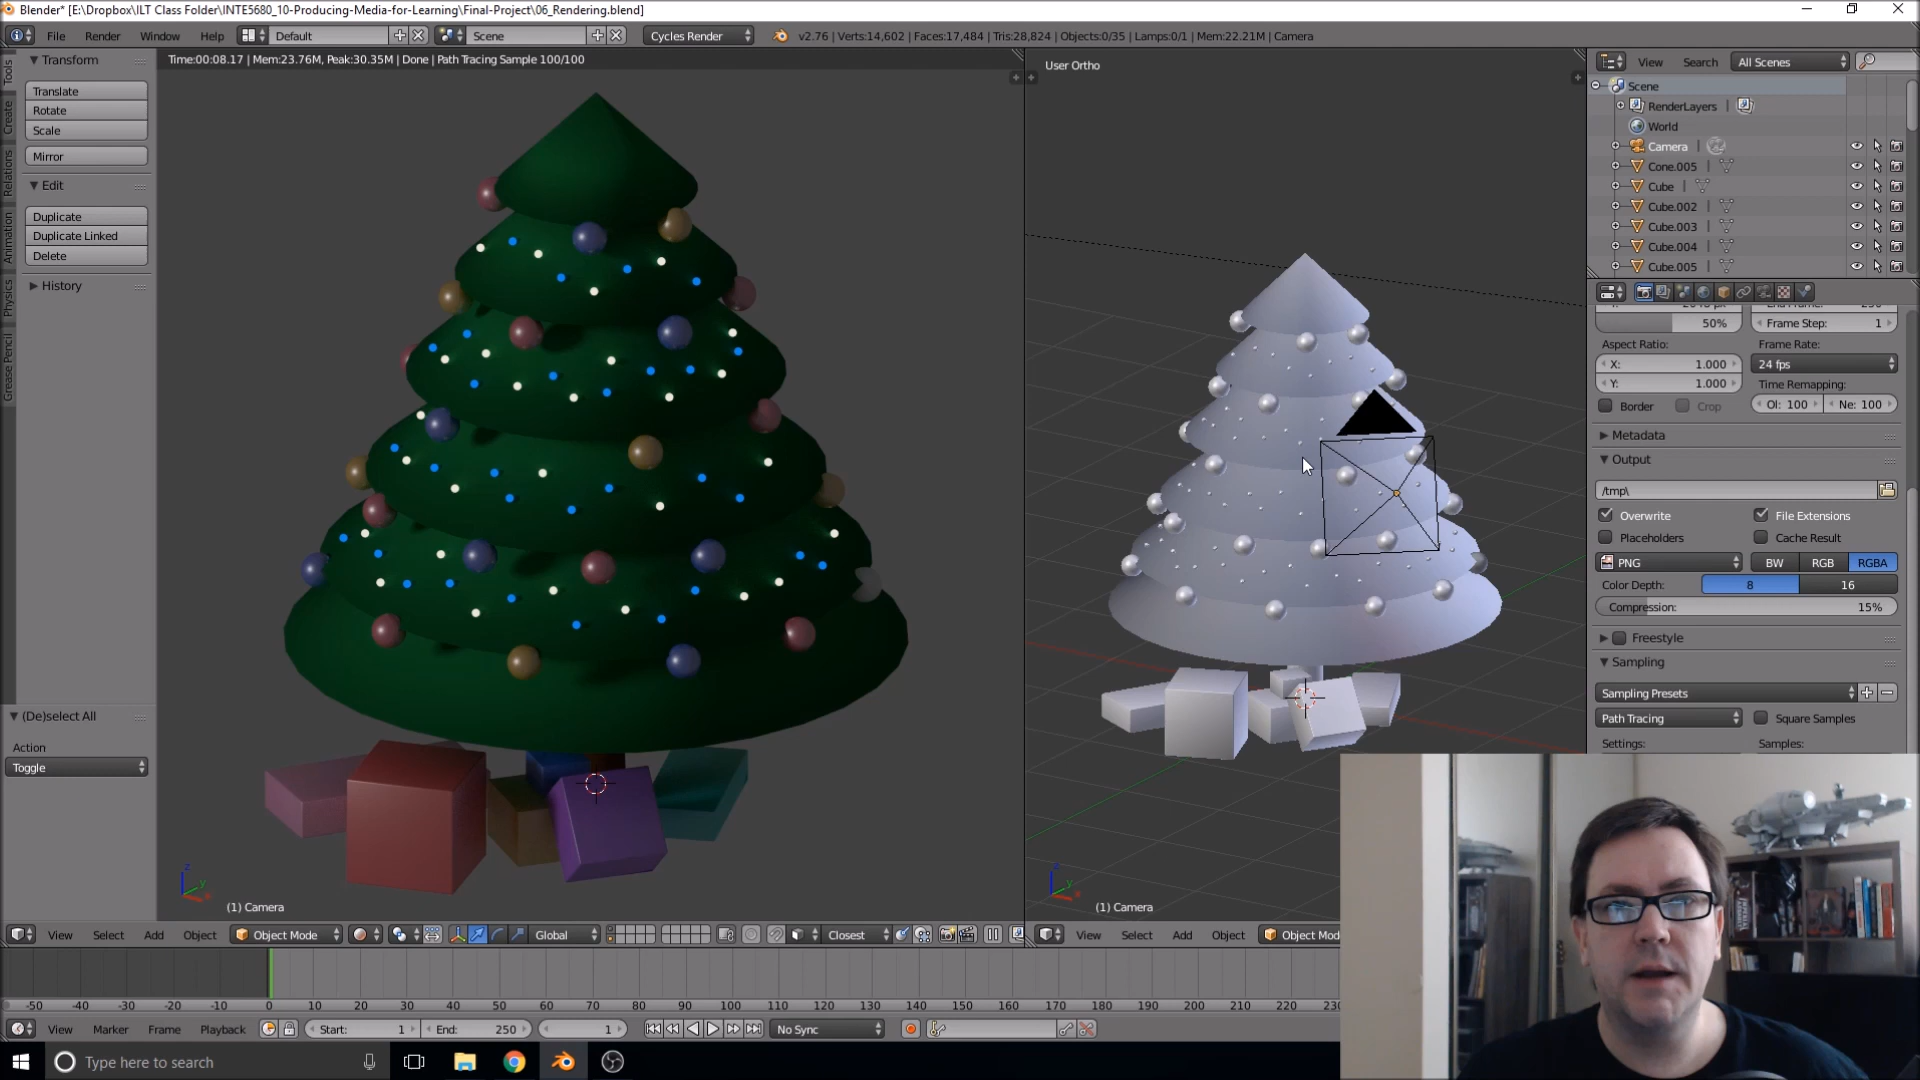 Blender* [E:\Dropbox\ILT Class Folder\INTE5680_10-Producing-Media-for-Learning\Final-Project\06_Rendering.blend]
File Render Window Help Default Scene Cycles Render v2.76 | Verts:14,602 | Faces:17,484 | Tris:28,824 | Objects:0/35 | Lamps:0/1 | Mem:22.21M | Camera
Time:00:08.17 | Mem:23.76M, Peak:30.35M | Done | Path Tracing Sample 100/100
Tools
Create
Relations
Animation
Physics
Grease Pencil
Transform
Translate
Rotate
Scale
Mirror
Edit
Duplicate
Duplicate Linked
Delete
History
(De)select All
Action
Toggle
(1) Camera
User Ortho
(1) Camera
View Search All Scenes
Scene
RenderLayers |
World
Camera |
Cone.005 |
Cube |
Cube.002 |
Cube.003 |
Cube.004 |
Cube.005 |
50%
Frame Step: 1
Aspect Ratio:
Frame Rate:
X: 1.000
24 fps
Y: 1.000
Time Remapping:
Border
Crop
Ol: 100
Ne: 100
Metadata
Output
/tmp\
Overwrite
File Extensions
Placeholders
Cache Result
PNG
BW RGB RGBA
Color Depth: 8 16
Compression: 15%
Freestyle
Sampling
Sampling Presets
Path Tracing
Square Samples
Settings:
Samples:
View Select Add Object Object Mode Global Closest
View Select Add Object Object Mod
-50 -40 -30 -20 -10 0 10 20 30 40 50 60 70 80 90 100 110 120 130 140 150 160 170 180 190 200 210 220
View Marker Frame Playback Start: 1 End: 250 1 No Sync
Type here to search